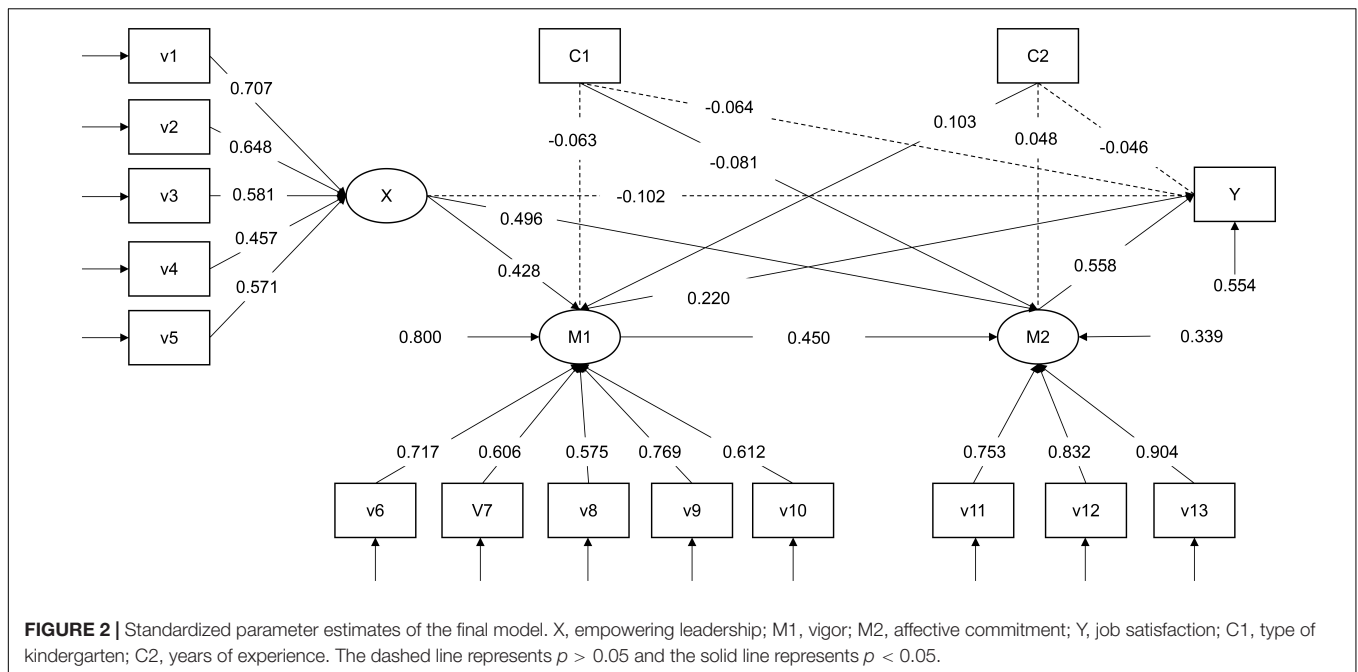 v1
C1
C2
0.707
-0.064
v2
0.103
0.648
-0.063
0.048
-0.046
-0.081
v3
0.581
X
-0.102
Y
0.496
0.457
v4
0.428
0.558
0.571
0.220
0.554
v5
0.800
M1
0.450
M2
0.339
0.717
0.606
0.575
0.769
0.612
0.753
0.832
0.904
v6
V7
v8
v9
v10
v11
v12
v13
FIGURE 2 | Standardized parameter estimates of the final model. X, empowering leadership; M1, vigor; M2, affective commitment; Y, job satisfaction; C1, type of
kindergarten; C2, years of experience. The dashed line represents p > 0.05 and the solid line represents p < 0.05.